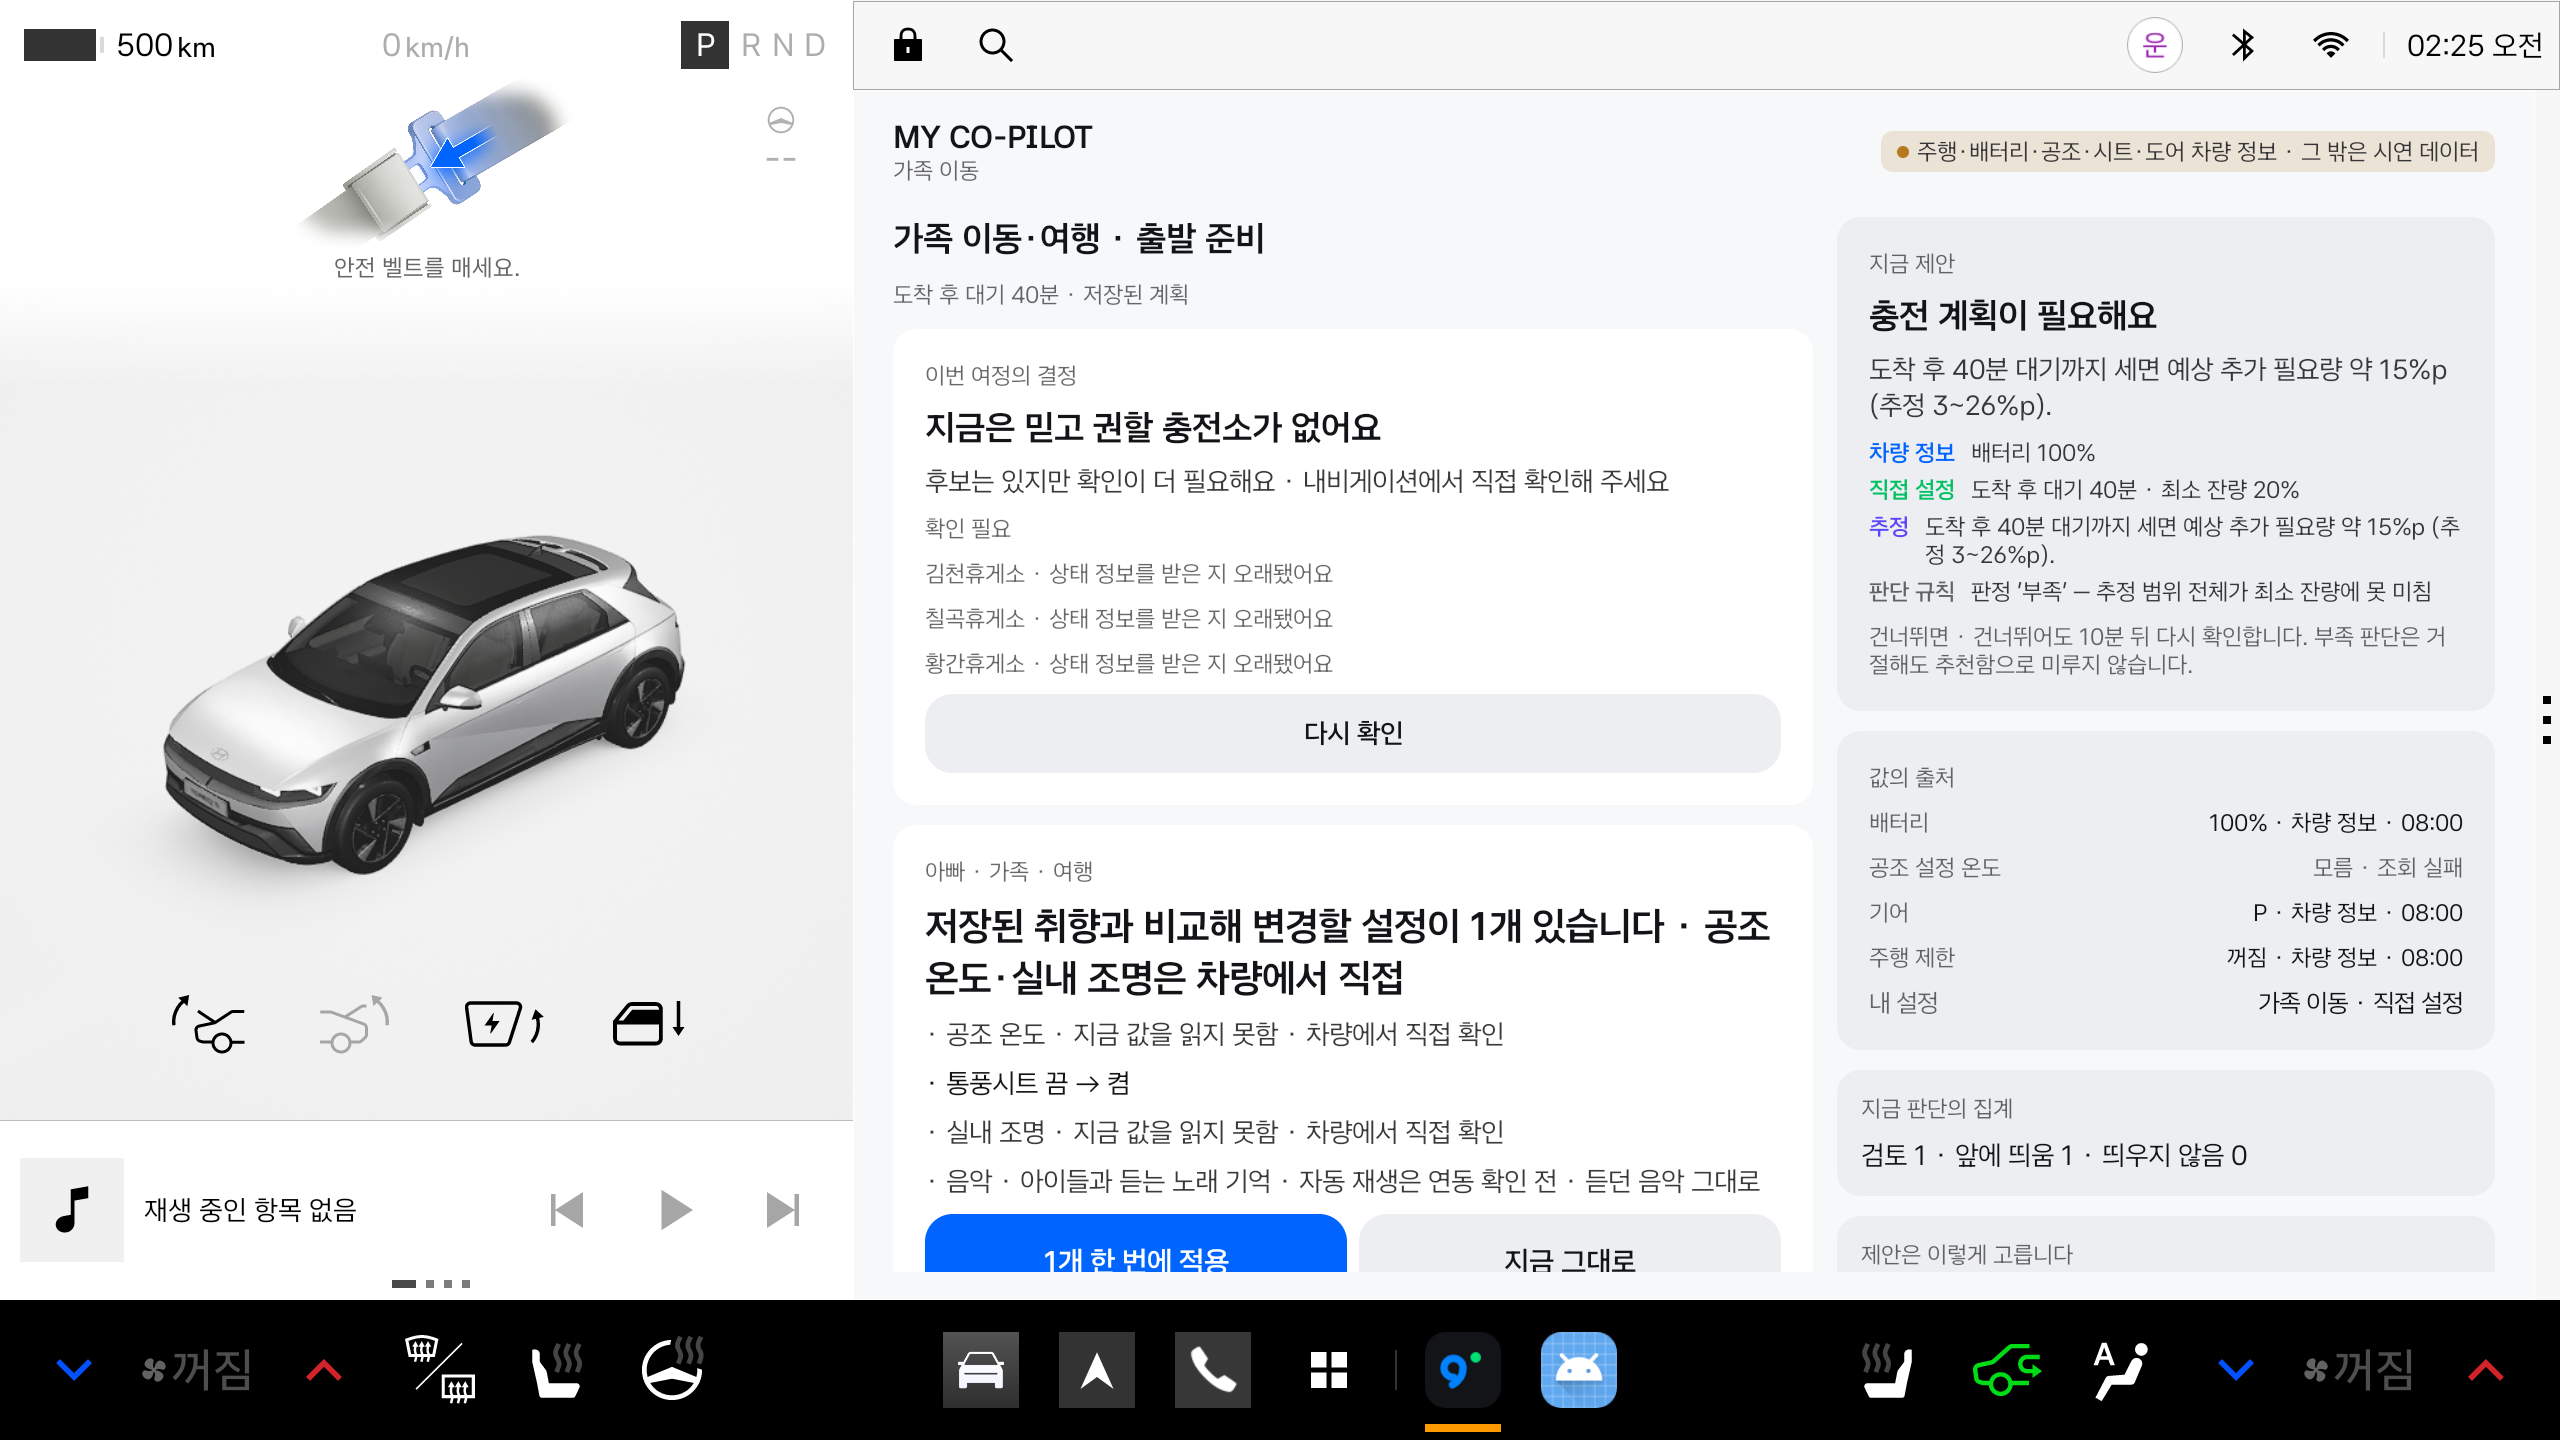 500 km
0 km/h
P R N D
안전 벨트를 매세요.
재생 중인 항목 없음
운
02:25 오전
MY CO-PILOT
가족 이동
주행·배터리·공조·시트·도어 차량 정보 · 그 밖은 시연 데이터
가족 이동·여행 · 출발 준비
도착 후 대기 40분 · 저장된 계획
이번 여정의 결정
지금은 믿고 권할 충전소가 없어요
후보는 있지만 확인이 더 필요해요 · 내비게이션에서 직접 확인해 주세요
확인 필요
김천휴게소 · 상태 정보를 받은 지 오래됐어요
칠곡휴게소 · 상태 정보를 받은 지 오래됐어요
황간휴게소 · 상태 정보를 받은 지 오래됐어요
다시 확인
아빠 · 가족 · 여행
저장된 취향과 비교해 변경할 설정이 1개 있습니다 · 공조
온도·실내 조명은 차량에서 직접
· 공조 온도 · 지금 값을 읽지 못함 · 차량에서 직접 확인
· 통풍시트 끔 → 켬
· 실내 조명 · 지금 값을 읽지 못함 · 차량에서 직접 확인
· 음악 · 아이들과 듣는 노래 기억 · 자동 재생은 연동 확인 전 · 듣던 음악 그대로
1개 한 번에 적용
지금 그대로
지금 제안
충전 계획이 필요해요
도착 후 40분 대기까지 세면 예상 추가 필요량 약 15%p
(추정 3~26%p).
차량 정보 배터리 100%
직접 설정 도착 후 대기 40분 · 최소 잔량 20%
추정 도착 후 40분 대기까지 세면 예상 추가 필요량 약 15%p (추
정 3~26%p).
판단 규칙 판정 '부족' — 추정 범위 전체가 최소 잔량에 못 미침
건너뛰면 · 건너뛰어도 10분 뒤 다시 확인합니다. 부족 판단은 거
절해도 추천함으로 미루지 않습니다.
값의 출처
배터리 100% · 차량 정보 · 08:00
공조 설정 온도 모름 · 조회 실패
기어 P · 차량 정보 · 08:00
주행 제한 꺼짐 · 차량 정보 · 08:00
내 설정 가족 이동 · 직접 설정
지금 판단의 집계
검토 1 · 앞에 띄움 1 · 띄우지 않음 0
제안은 이렇게 고릅니다
꺼짐
A
꺼짐